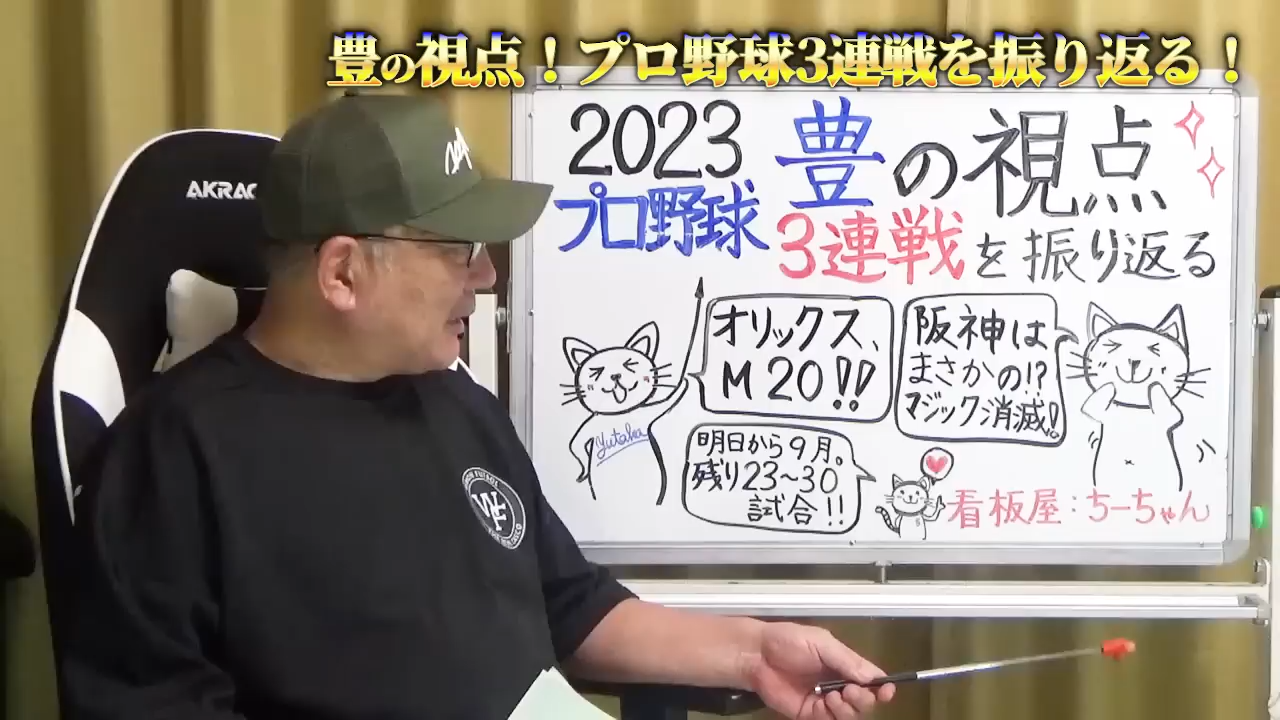 豊の視点！プロ野球3連戦を振り返る！
2023 豊の視点
プロ野球 3連戦を振り返る
オリックス、
M20!!
阪神は
まさかの!?
マジック消滅!
明日から9月。
残り23~30
試合!!
yutaka
看板屋：ちーちゃん
AKRAC